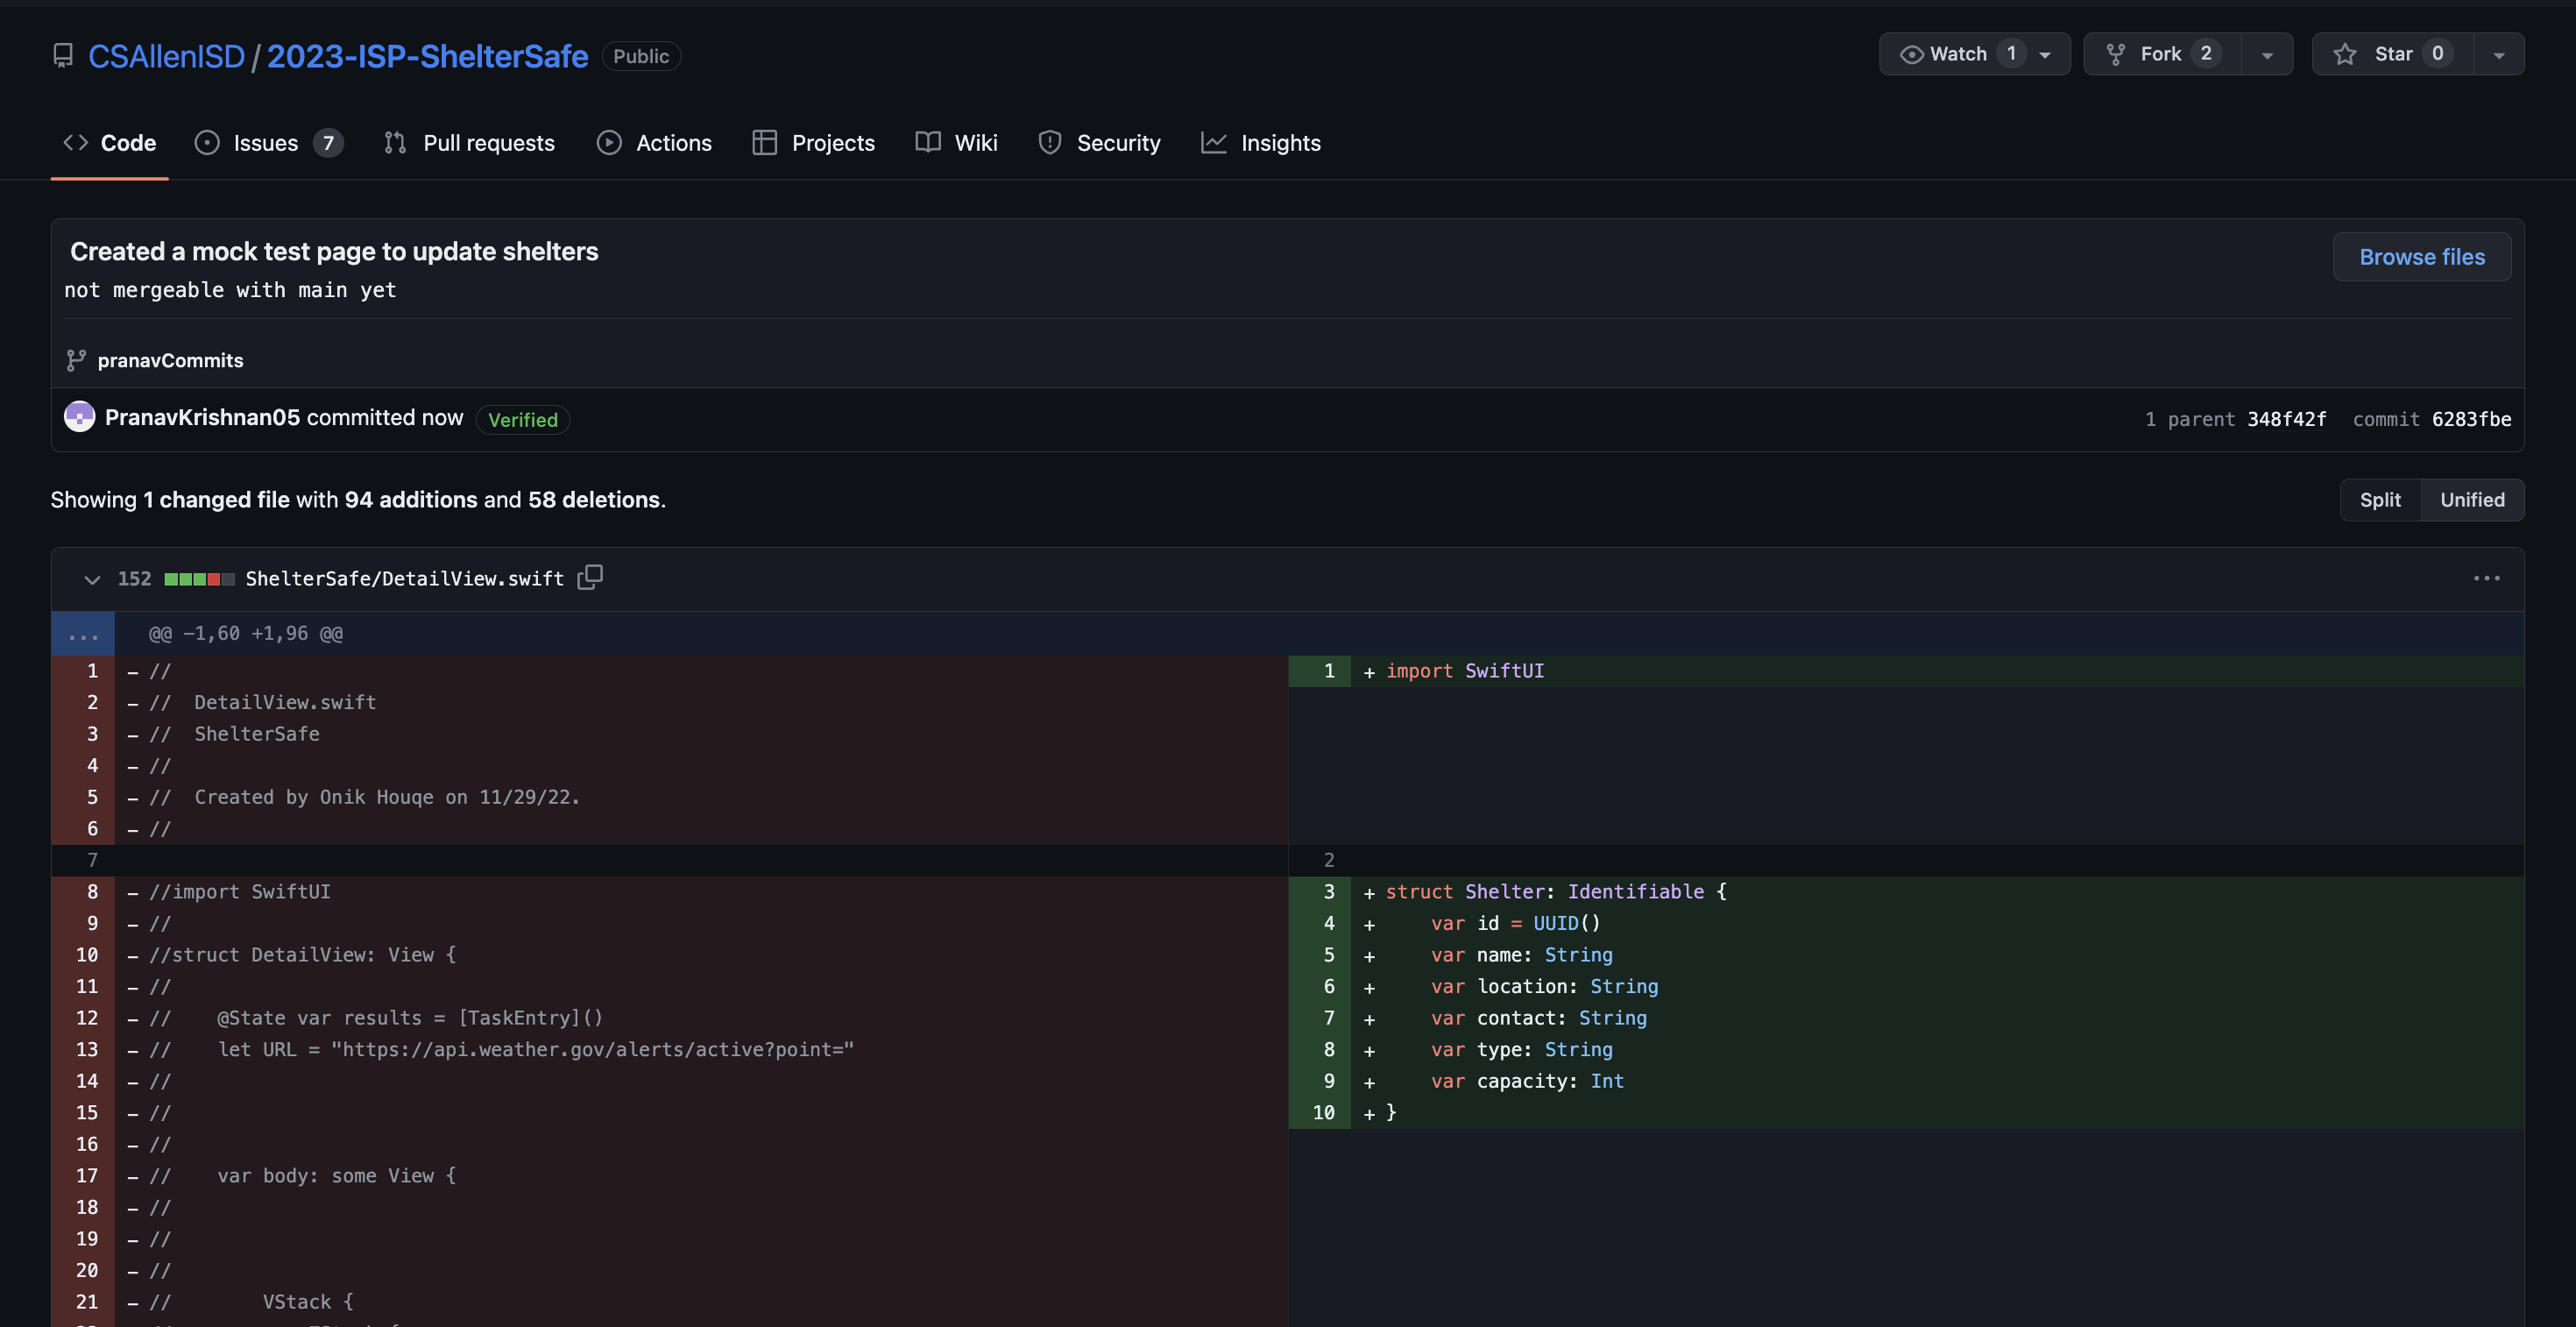 CSAllenISD / 2023-ISP-ShelterSafe Public
Watch 1 Fork 2 Star 0
Code Issues 7 Pull requests Actions Projects Wiki Security Insights
Created a mock test page to update shelters
Browse files
not mergeable with main yet
pranavCommits
PranavKrishnan05 committed now Verified
1 parent 348f42f commit 6283fbe
Showing 1 changed file with 94 additions and 58 deletions.
Split Unified
152 ShelterSafe/DetailView.swift
... @@ -1,60 +1,96 @@
1 - //
2 - //  DetailView.swift
3 - //  ShelterSafe
4 - //
5 - //  Created by Onik Houqe on 11/29/22.
6 - //
7
8 - //import SwiftUI
9 - //
10 - //struct DetailView: View {
11 - //
12 - //    @State var results = [TaskEntry]()
13 - //    let URL = "https://api.weather.gov/alerts/active?point="
14 - //
15 - //
16 - //
17 - //    var body: some View {
18 - //
19 - //
20 - //
21 - //        VStack {
1 + import SwiftUI
2
3 + struct Shelter: Identifiable {
4 +     var id = UUID()
5 +     var name: String
6 +     var location: String
7 +     var contact: String
8 +     var type: String
9 +     var capacity: Int
10 + }